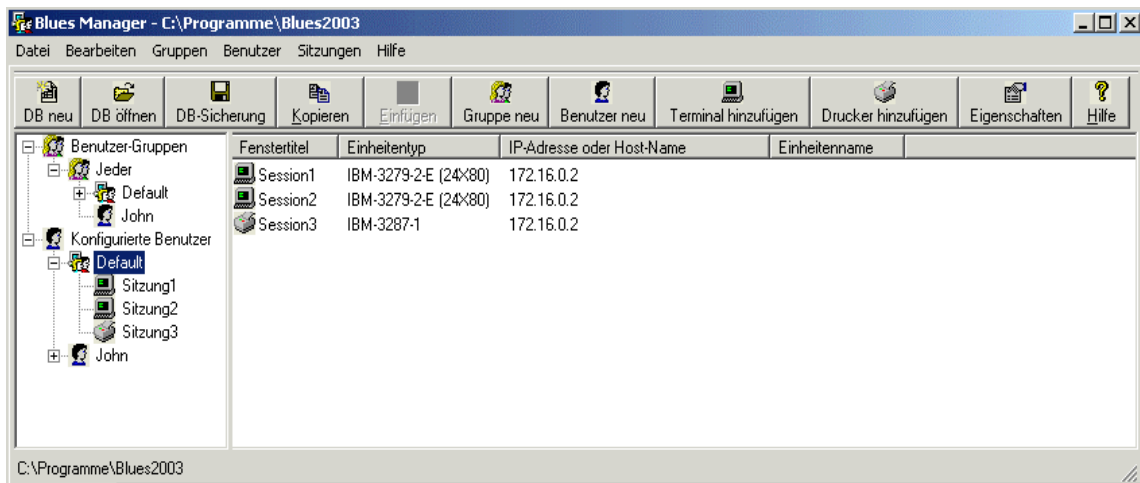 Blues Manager - C:\Programme\Blues2003
Datei Bearbeiten Gruppen Benutzer Sitzungen Hilfe
DB neu DB öffnen DB-Sicherung Kopieren Einfügen Gruppe neu Benutzer neu Terminal hinzufügen Drucker hinzufügen Eigenschaften Hilfe
Benutzer-Gruppen
Jeder
Default
John
Konfigurierte Benutzer
Default
Sitzung1
Sitzung2
Sitzung3
John
Fenstertitel Einheitentyp IP-Adresse oder Host-Name Einheitenname
Session1 IBM-3279-2-E (24X80) 172.16.0.2
Session2 IBM-3279-2-E (24X80) 172.16.0.2
Session3 IBM-3287-1 172.16.0.2
C:\Programme\Blues2003